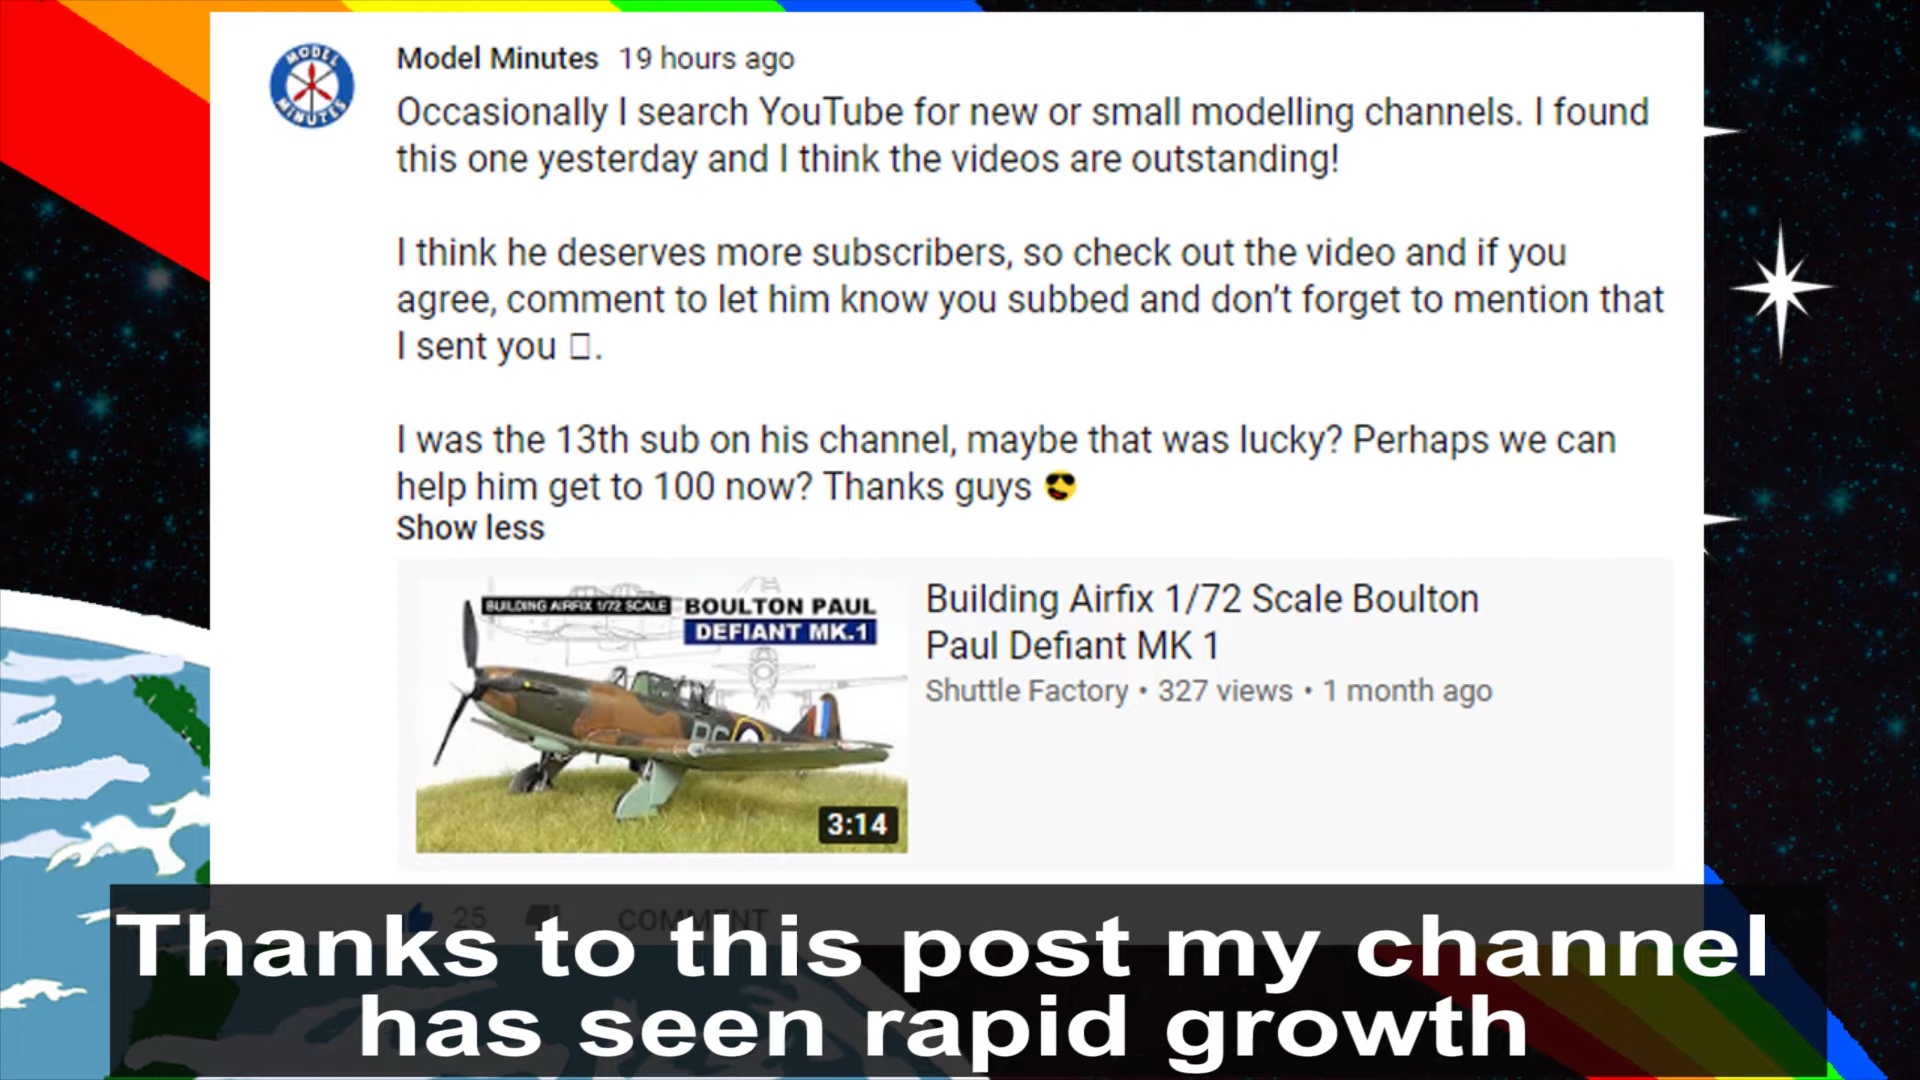 MODEL
MINUTES
Model Minutes 19 hours ago
Occasionally I search YouTube for new or small modelling channels. I found
this one yesterday and I think the videos are outstanding!
I think he deserves more subscribers, so check out the video and if you
agree, comment to let him know you subbed and don't forget to mention that
I sent you .
I was the 13th sub on his channel, maybe that was lucky? Perhaps we can
help him get to 100 now? Thanks guys 😎
Show less
BUILDING AIRFIX 1/72 SCALE BOULTON PAUL
DEFIANT MK.1
3:14
Building Airfix 1/72 Scale Boulton
Paul Defiant MK 1
Shuttle Factory • 327 views • 1 month ago
25 COMMENT
Thanks to this post my channel
has seen rapid growth